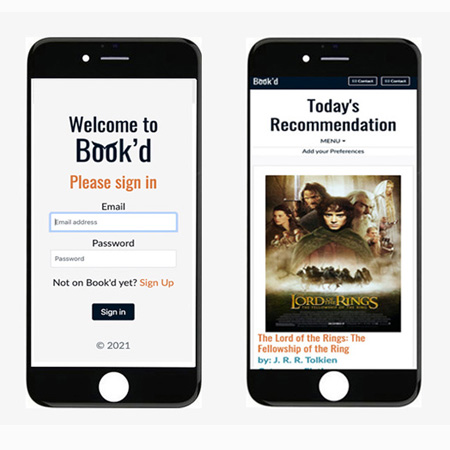 Welcome to
Book'd
Please sign in
Email
Email address
Password
Password
Not on Book'd yet? Sign Up
Sign in
© 2021
Book'd
Contact
Contact
Today's
Recommendation
MENU
Add your Preferences
THE
LORD OF THE RINGS
THE FELLOWSHIP OF THE RING
The Lord of the Rings: The
Fellowship of the Ring
by: J. R. R. Tolkien